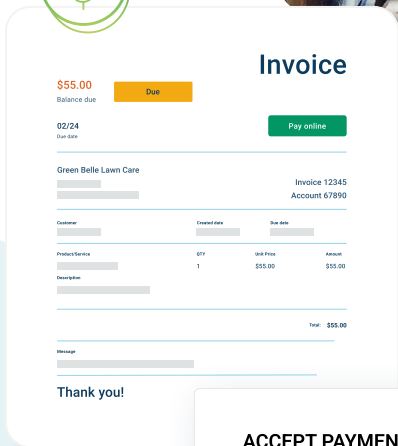 Invoice
$55.00
Due
Balance due
02/24
Due date
Pay online
Green Belle Lawn Care
Invoice 12345
Account 67890
Customer Created date Due date
Product/Service QTY Unit Price Amount
1 $55.00 $55.00
Description
Total: $55.00
Message
Thank you!
ACCEPT PAYMEN